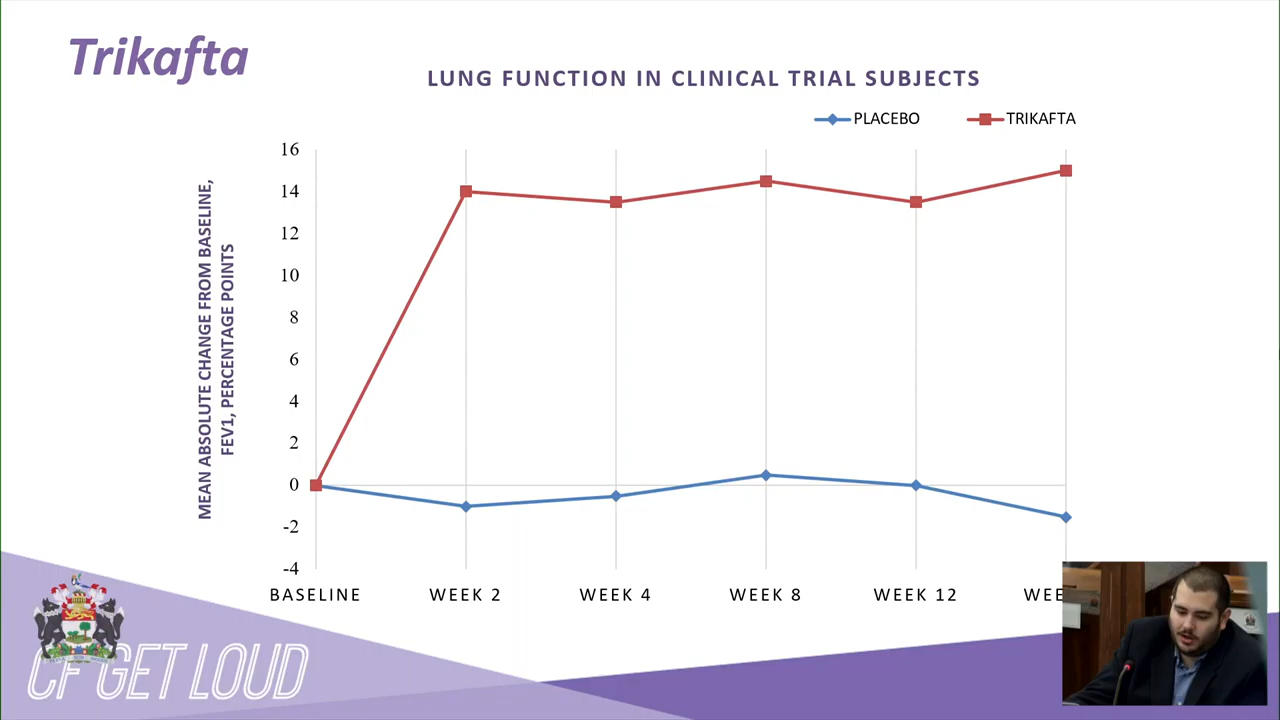 Trikafta
LUNG FUNCTION IN CLINICAL TRIAL SUBJECTS
PLACEBO
TRIKAFTA
MEAN ABSOLUTE CHANGE FROM BASELINE,
FEV1, PERCENTAGE POINTS
16
14
12
10
8
6
4
2
0
-2
-4
BASELINE
WEEK 2
WEEK 4
WEEK 8
WEEK 12
CF GET LOUD